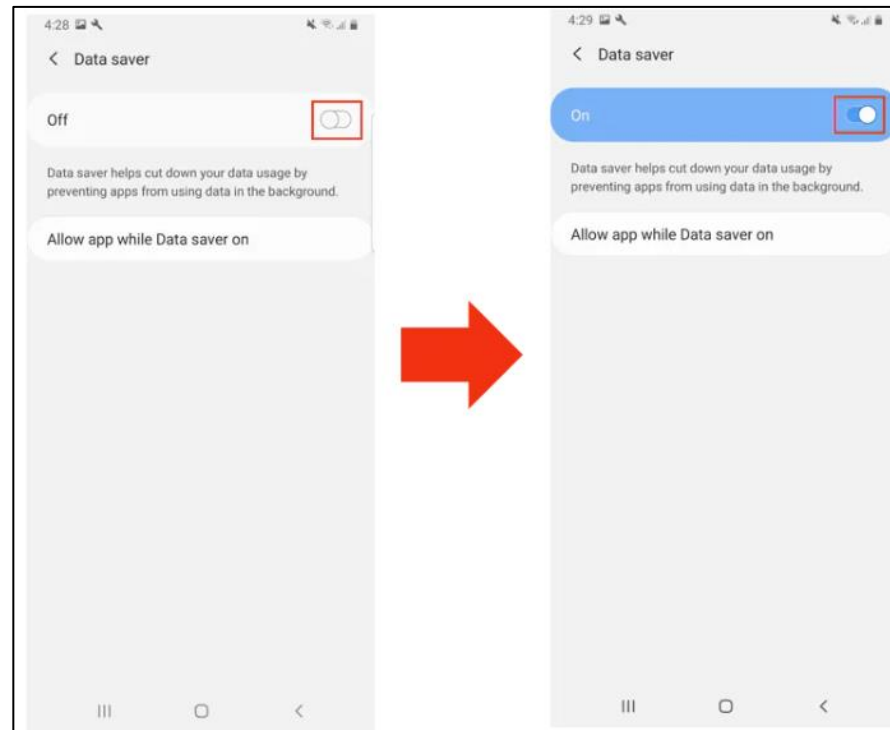 4:28
Data saver
Off
Data saver helps cut down your data usage by
preventing apps from using data in the background.
Allow app while Data saver on
4:29
Data saver
On
Data saver helps cut down your data usage by
preventing apps from using data in the background.
Allow app while Data saver on